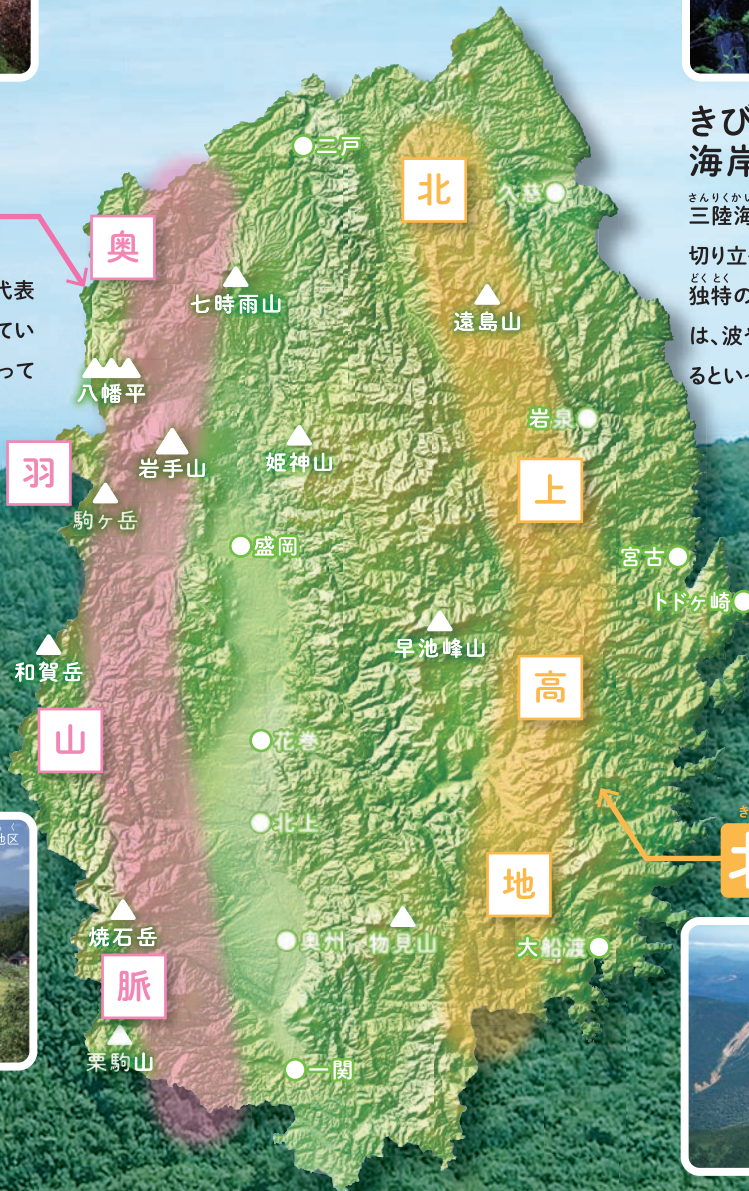 きび
海岸
さんりくかい
三陸海
切り立
どくとく
独特の
は、波や
るといっ
代表
てい
って
奥
羽
山
脈
北
上
高
地
二戸
久慈
七時雨山
遠島山
八幡平
岩泉
岩手山
姫神山
駒ヶ岳
盛岡
宮古
トドヶ崎
早池峰山
和賀岳
花巻
北上
地区
焼石岳
奥州
物見山
大船渡
栗駒山
一関